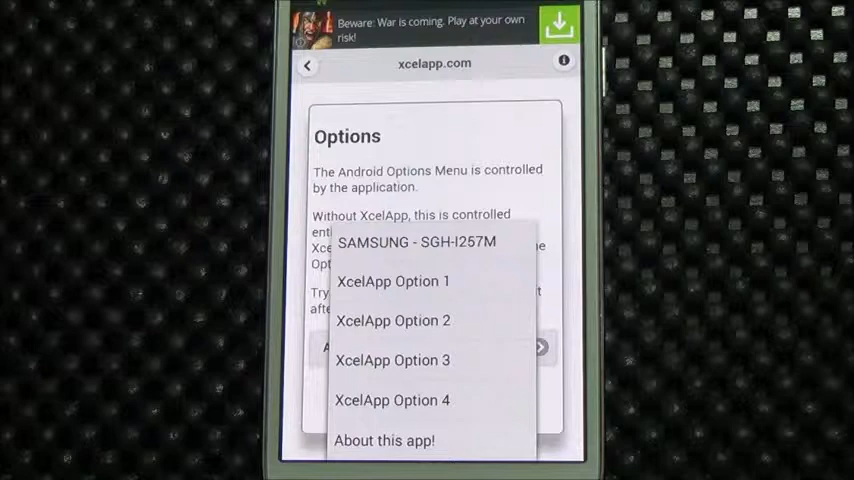 Beware: War is coming. Play at your own
risk!
xcelapp.com
Options
The Android Options Menu is controlled
by the application.
Without XcelApp, this is controlled
SAMSUNG - SGH-I257M
XcelApp Option 1
XcelApp Option 2
XcelApp Option 3
XcelApp Option 4
About this app!